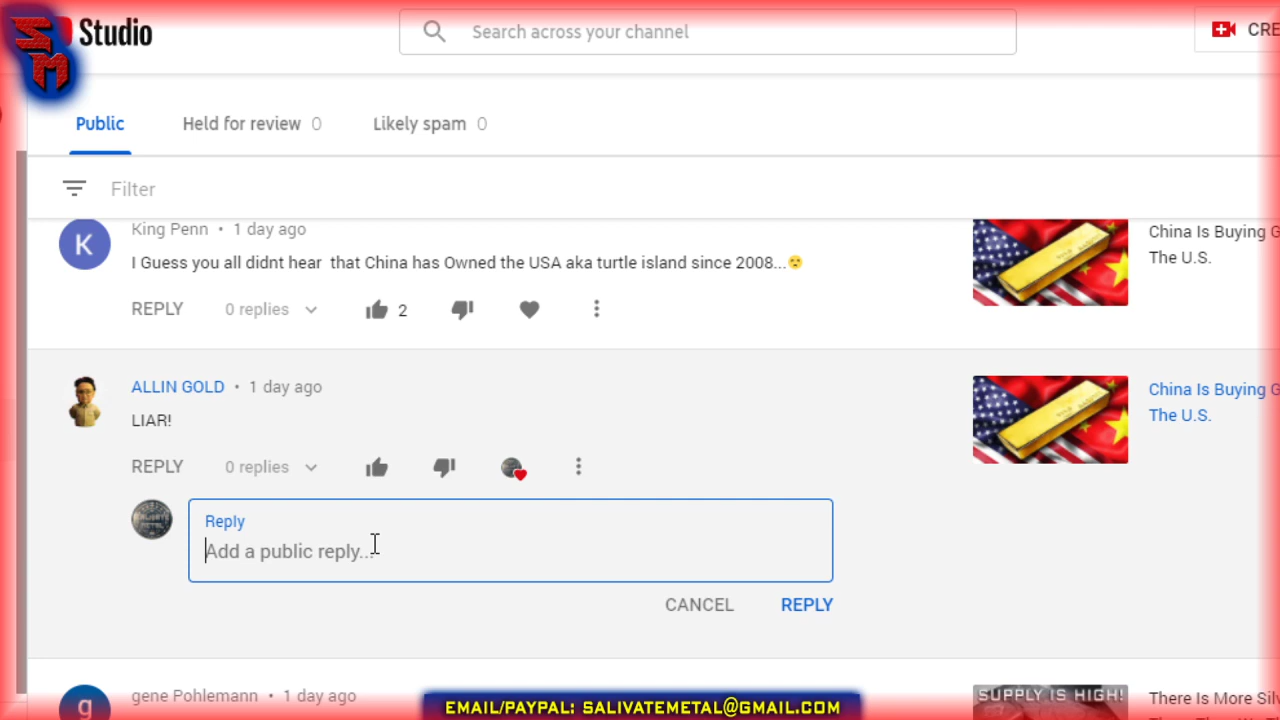 SM Studio
Search across your channel
CRE
Public
Held for review 0
Likely spam 0
Filter
King Penn • 1 day ago
I Guess you all didnt hear that China has Owned the USA aka turtle island since 2008...
REPLY 0 replies 2
China Is Buying G
The U.S.
ALLIN GOLD • 1 day ago
LIAR!
REPLY 0 replies
China Is Buying G
The U.S.
Reply
Add a public reply...
CANCEL REPLY
g gene Pohlemann • 1 day ago
SUPPLY IS HIGH!
There Is More Sil
K
EMAIL/PAYPAL: SALIVATEMETAL@GMAIL.COM